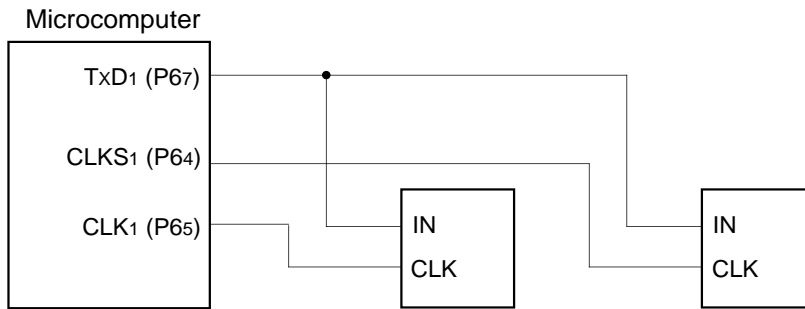 Microcomputer
TxD1 (P67)
CLKS1 (P64)
CLK1 (P65)
IN
CLK
IN
CLK